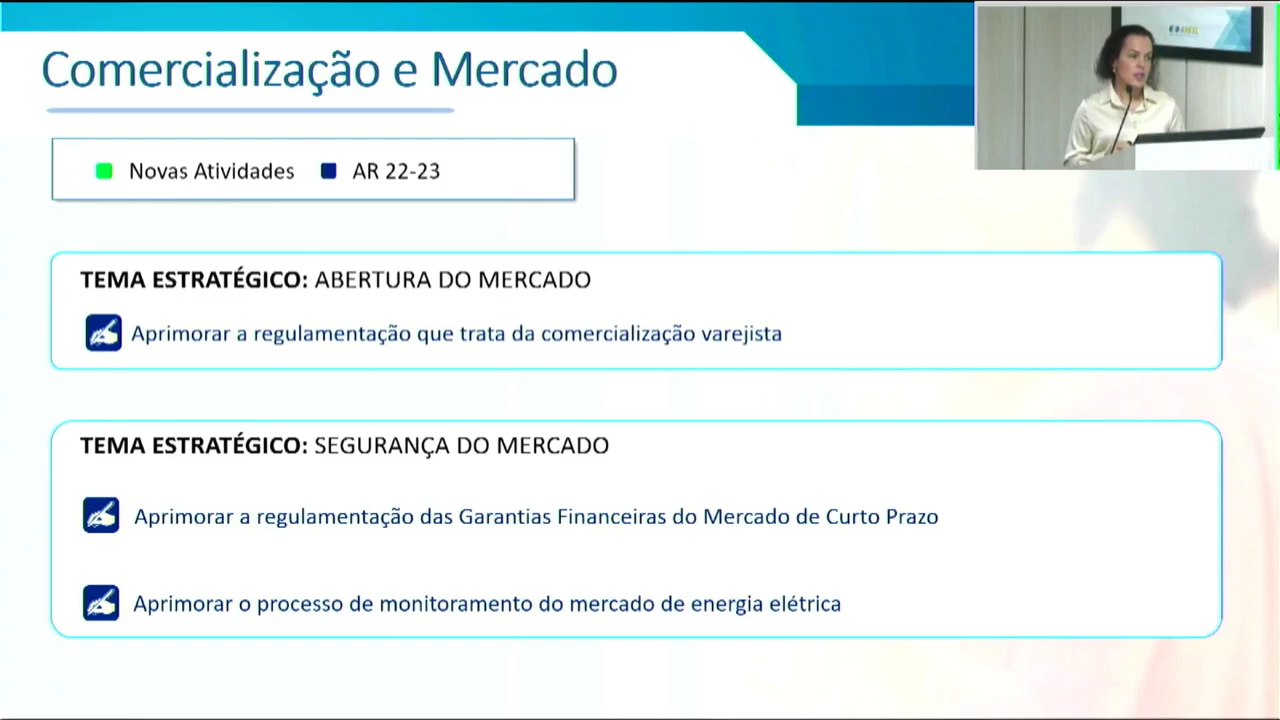 Comercialização e Mercado
Novas Atividades AR 22-23
TEMA ESTRATÉGICO: ABERTURA DO MERCADO
Aprimorar a regulamentação que trata da comercialização varejista
TEMA ESTRATÉGICO: SEGURANÇA DO MERCADO
Aprimorar a regulamentação das Garantias Financeiras do Mercado de Curto Prazo
Aprimorar o processo de monitoramento do mercado de energia elétrica